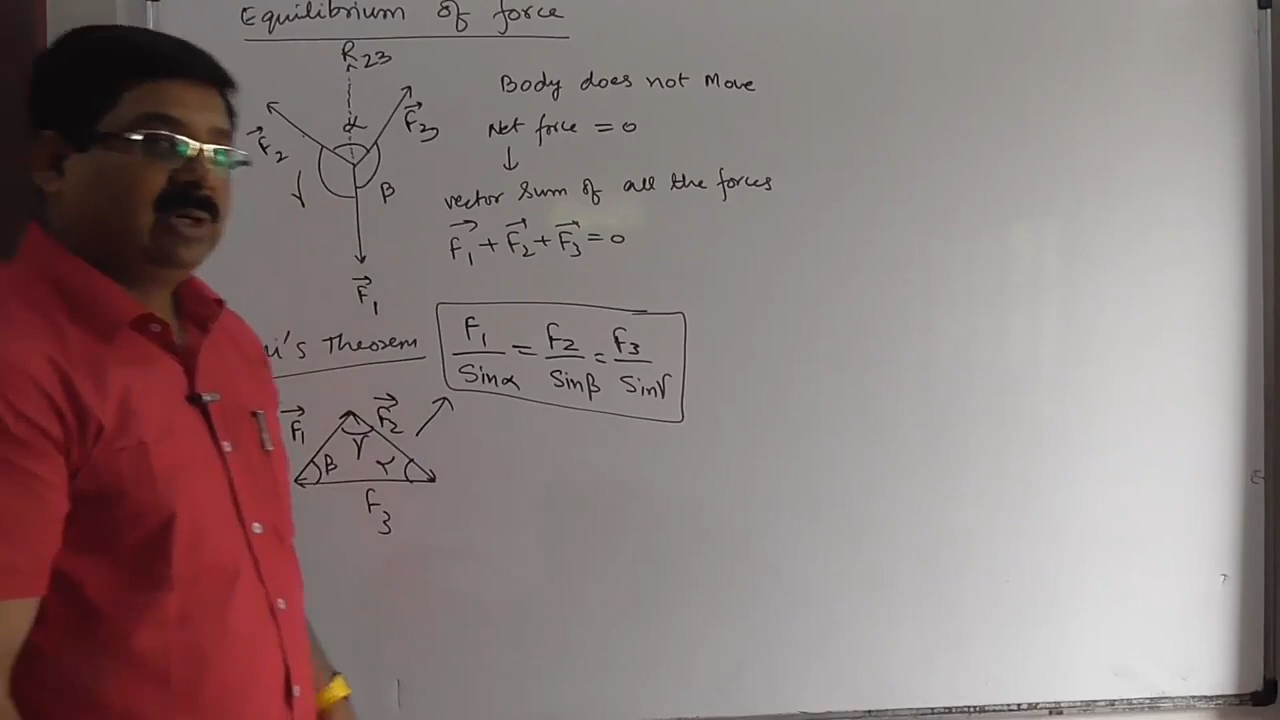 Equilibrium of force
R23
F2
α
F3
β
F1
Body does not Move
Net force = 0
↓
vector sum of all the forces
F1 + F2 + F3 = 0
i's Theorem
F1/Sinα = F2/Sinβ = F3/Sinγ
F1
F2
β
γ
γ
F3